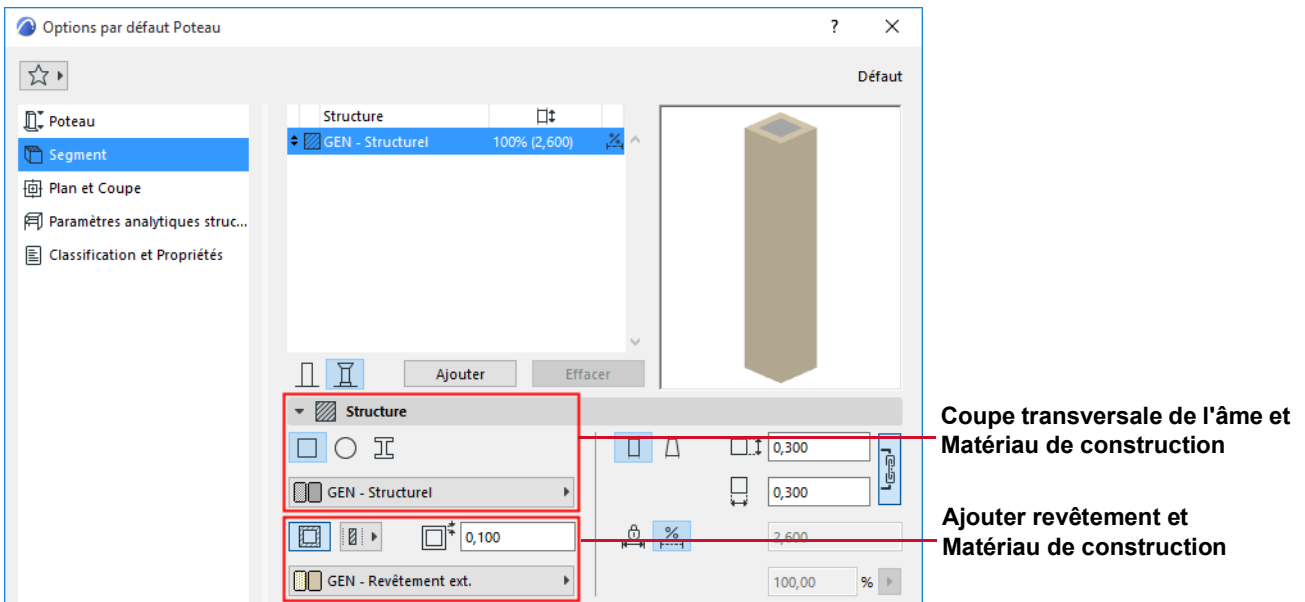 Options par défaut Poteau
?
Défaut
Poteau
Segment
Plan et Coupe
Paramètres analytiques struc...
Classification et Propriétés
Structure
GEN - Structurel 100% (2,600)
Ajouter Effacer
Structure
0,300
GEN - Structurel 0,300
0,100 % 2,600
GEN - Revêtement ext. 100,00 %
Coupe transversale de l'âme et
Matériau de construction
Ajouter revêtement et
Matériau de construction